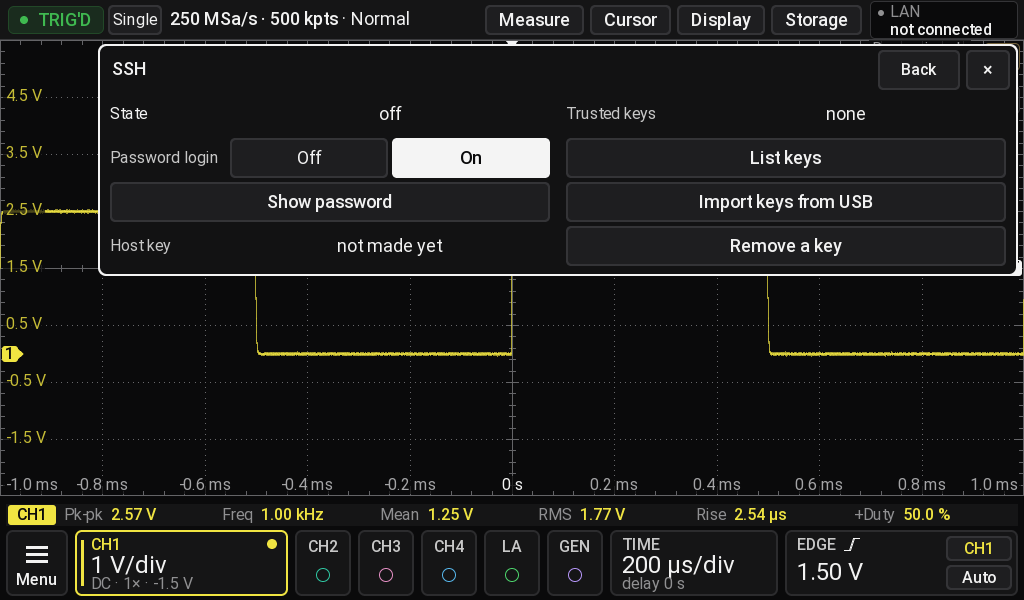 TRIG'D
Single
250 MSa/s · 500 kpts · Normal
Measure
Cursor
Display
Storage
LAN
not connected
SSH
Back
×
State
off
Trusted keys
none
Password login
Off
On
List keys
Show password
Import keys from USB
Host key
not made yet
Remove a key
4.5 V
3.5 V
2.5 V
1.5 V
0.5 V
1
-0.5 V
-1.5 V
-1.0 ms
-0.8 ms
-0.6 ms
-0.4 ms
-0.2 ms
0 s
0.2 ms
0.4 ms
0.6 ms
0.8 ms
1.0 ms
CH1
Pk-pk 2.57 V
Freq 1.00 kHz
Mean 1.25 V
RMS 1.77 V
Rise 2.54 µs
+Duty 50.0 %
Menu
CH1
1 V/div
DC · 1× · -1.5 V
CH2
CH3
CH4
LA
GEN
TIME
200 µs/div
delay 0 s
EDGE
1.50 V
CH1
Auto